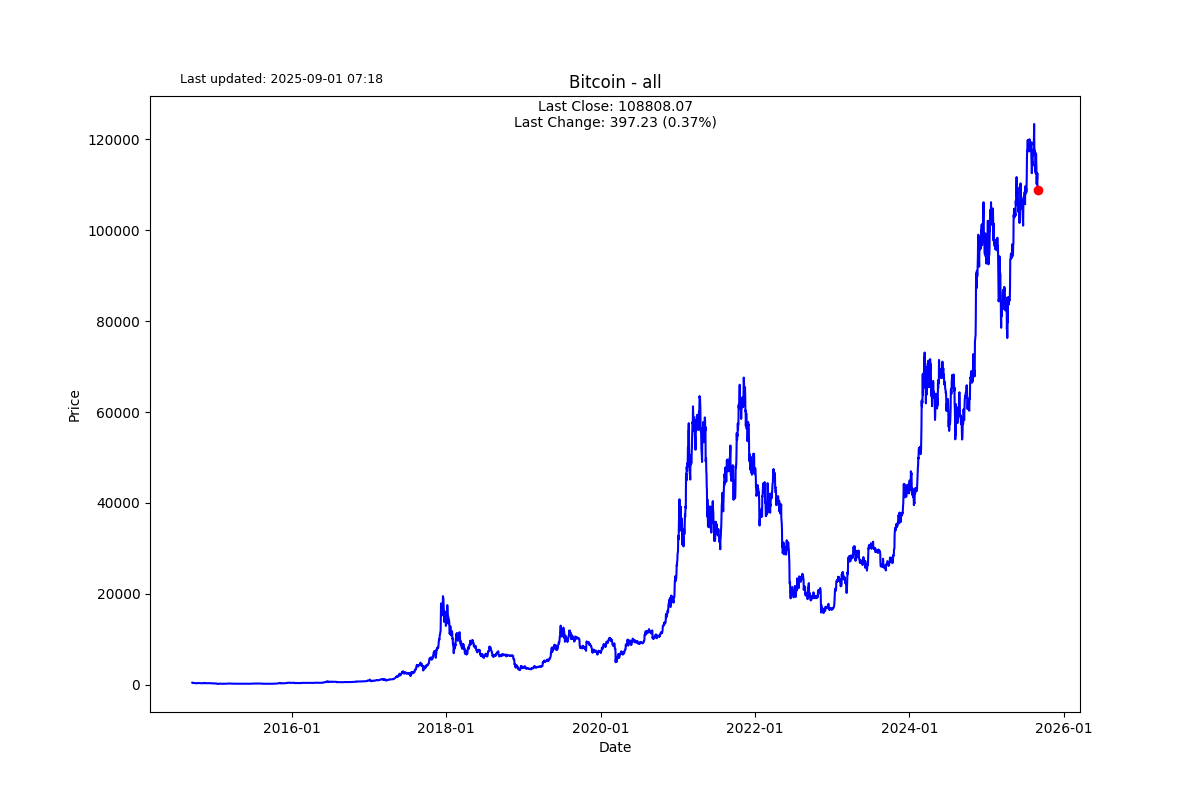 Last updated: 2025-09-01 07:18
Bitcoin - all
Last Close: 108808.07
Last Change: 397.23 (0.37%)
120000
100000
80000
60000
40000
20000
0
Price
2016-01
2018-01
2020-01
2022-01
2024-01
2026-01
Date